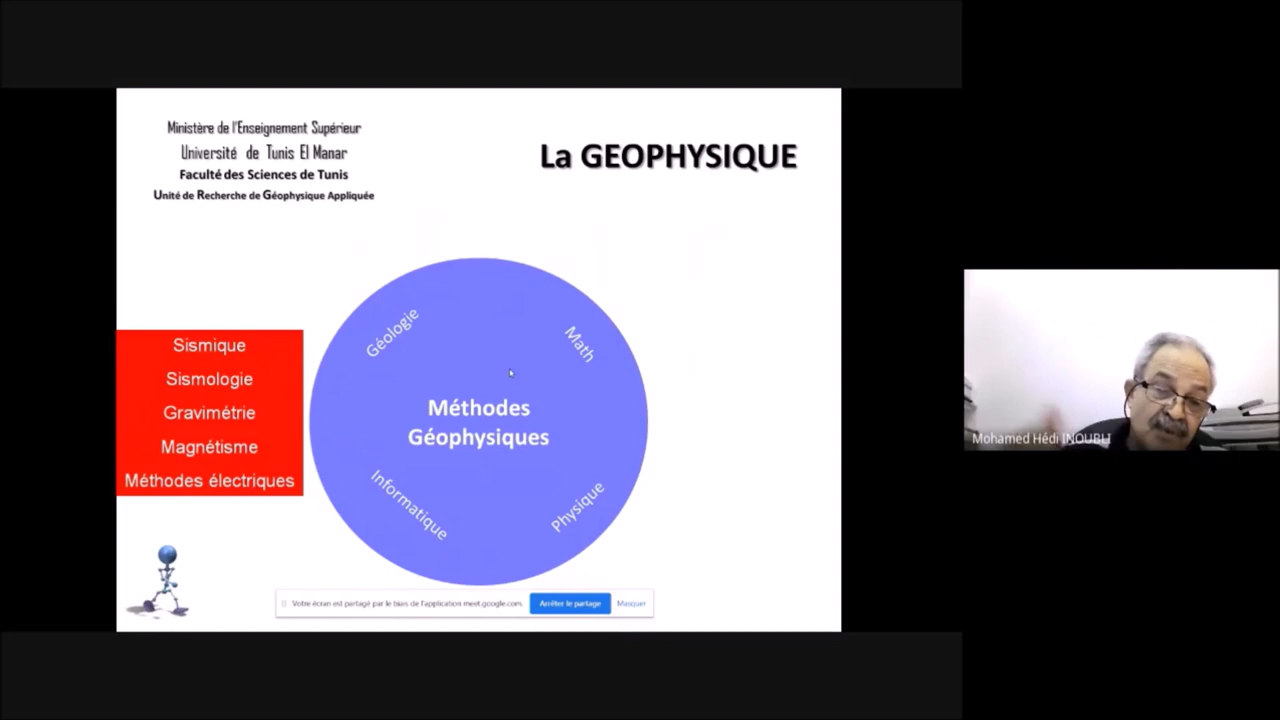 Ministère de l'Enseignement Supérieur
Université de Tunis El Manar
Faculté des Sciences de Tunis
Unité de Recherche de Géophysique Appliquée
La GEOPHYSIQUE
Sismique
Sismologie
Gravimétrie
Magnétisme
Méthodes électriques
Géologie
Math
Méthodes
Géophysiques
Informatique
Physique
Votre écran est partagé par le biais de l'application meet.google.com.
Arrêter le partage
Masquer
Mohamed Hédi INOUBLI